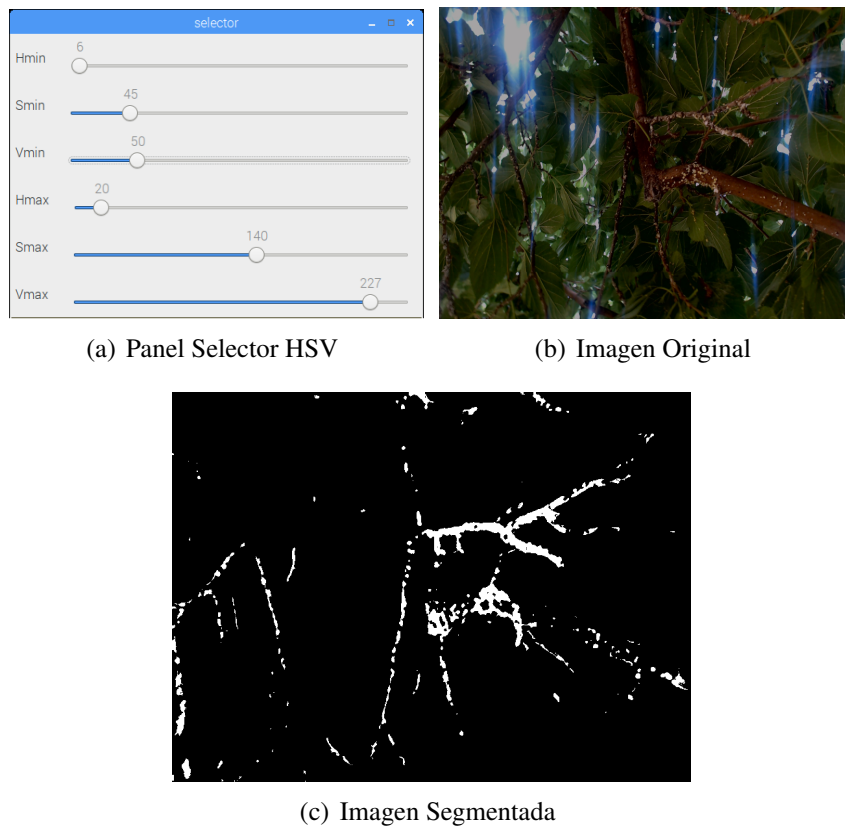 selector
Hmin 6
Smin 45
Vmin 50
Hmax 20
Smax 140
Vmax 227
(a) Panel Selector HSV
(b) Imagen Original
(c) Imagen Segmentada